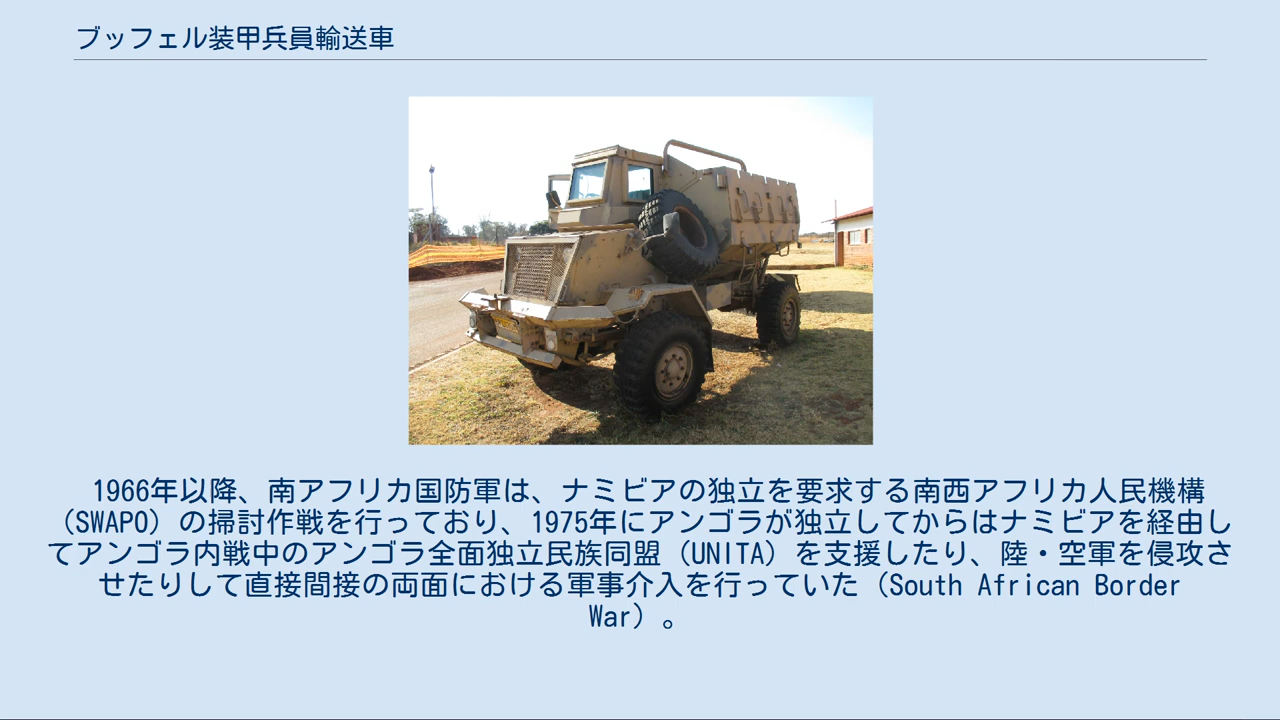 ブッフェル装甲兵員輸送車
1966年以降、南アフリカ国防軍は、ナミビアの独立を要求する南西アフリカ人民機構
（SWAPO）の掃討作戦を行っており、1975年にアンゴラが独立してからはナミビアを経由し
てアンゴラ内戦中のアンゴラ全面独立民族同盟（UNITA）を支援したり、陸・空軍を侵攻さ
せたりして直接間接の両面における軍事介入を行っていた（South African Border
War）。